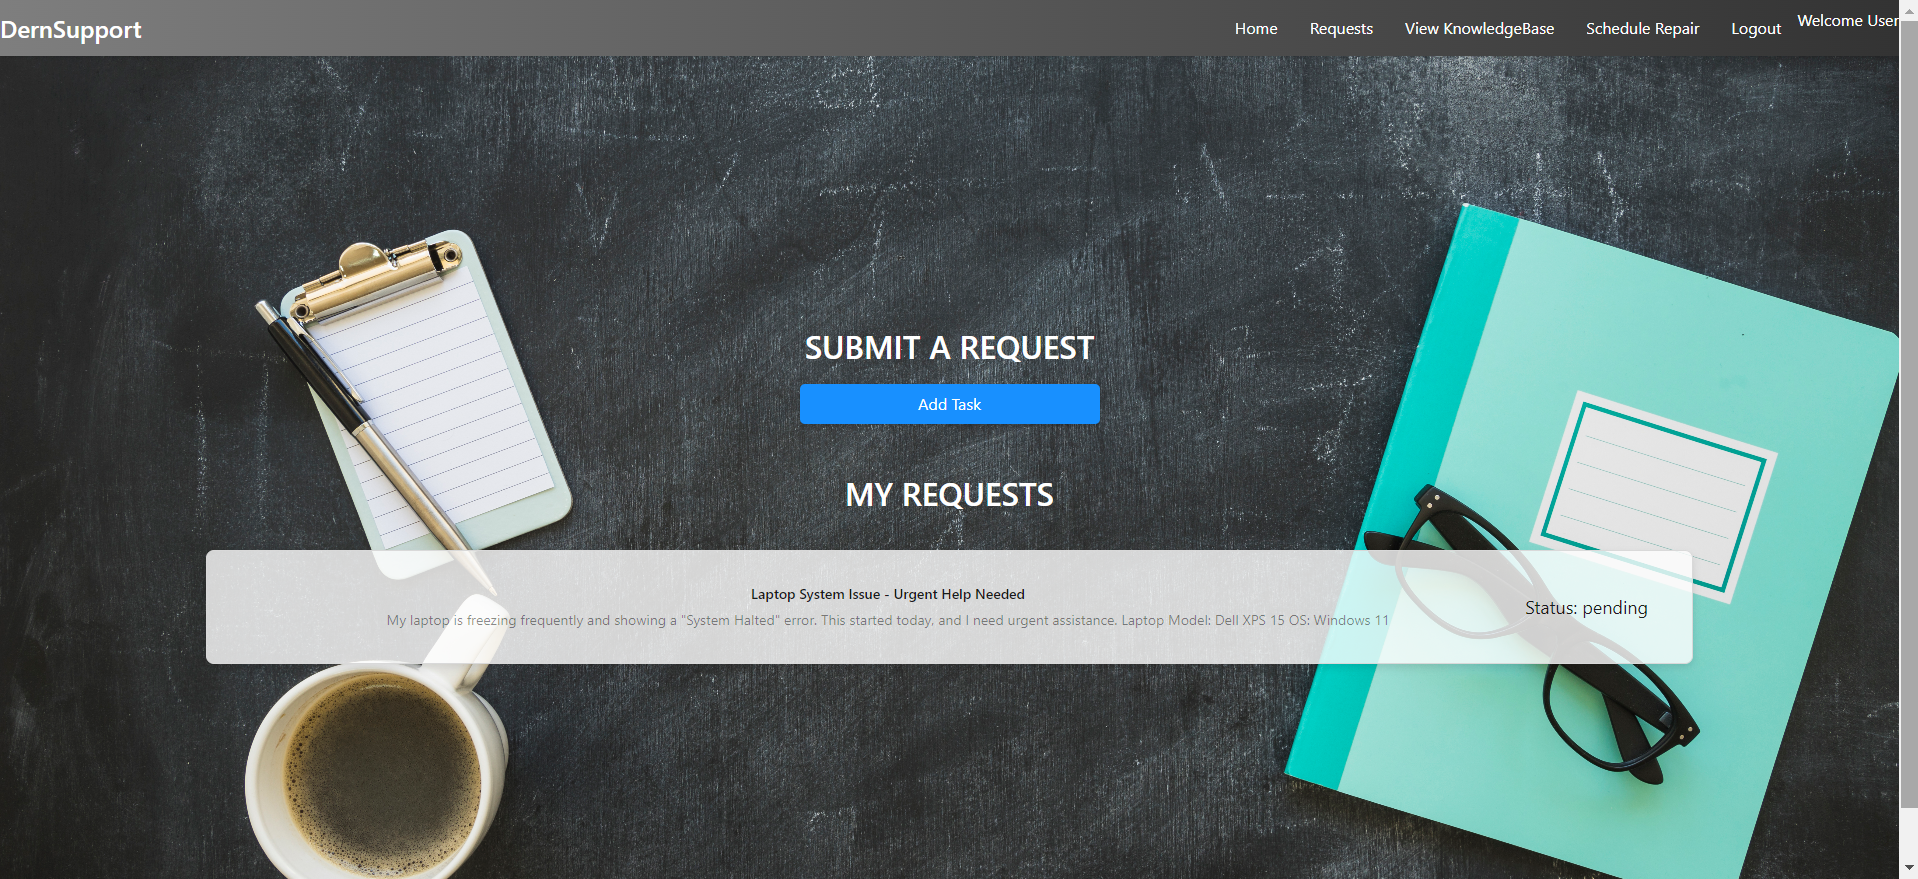 DernSupport
Home
Requests
View KnowledgeBase
Schedule Repair
Logout
Welcome User
SUBMIT A REQUEST
Add Task
MY REQUESTS
Laptop System Issue - Urgent Help Needed
My laptop is freezing frequently and showing a "System Halted" error. This started today, and I need urgent assistance. Laptop Model: Dell XPS 15 OS: Windows 11
Status: pending